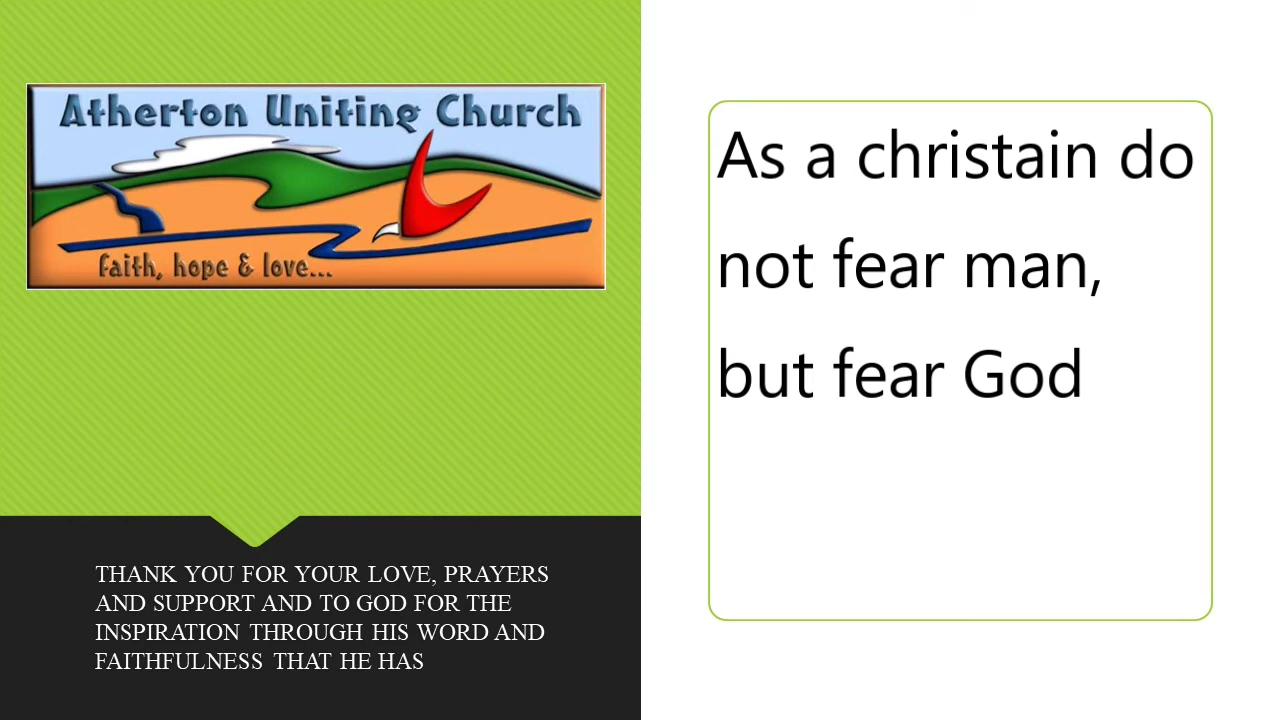 Atherton Uniting Church
faith, hope & love...
THANK YOU FOR YOUR LOVE, PRAYERS
AND SUPPORT AND TO GOD FOR THE
INSPIRATION THROUGH HIS WORD AND
FAITHFULNESS THAT HE HAS
As a christain do
not fear man,
but fear God